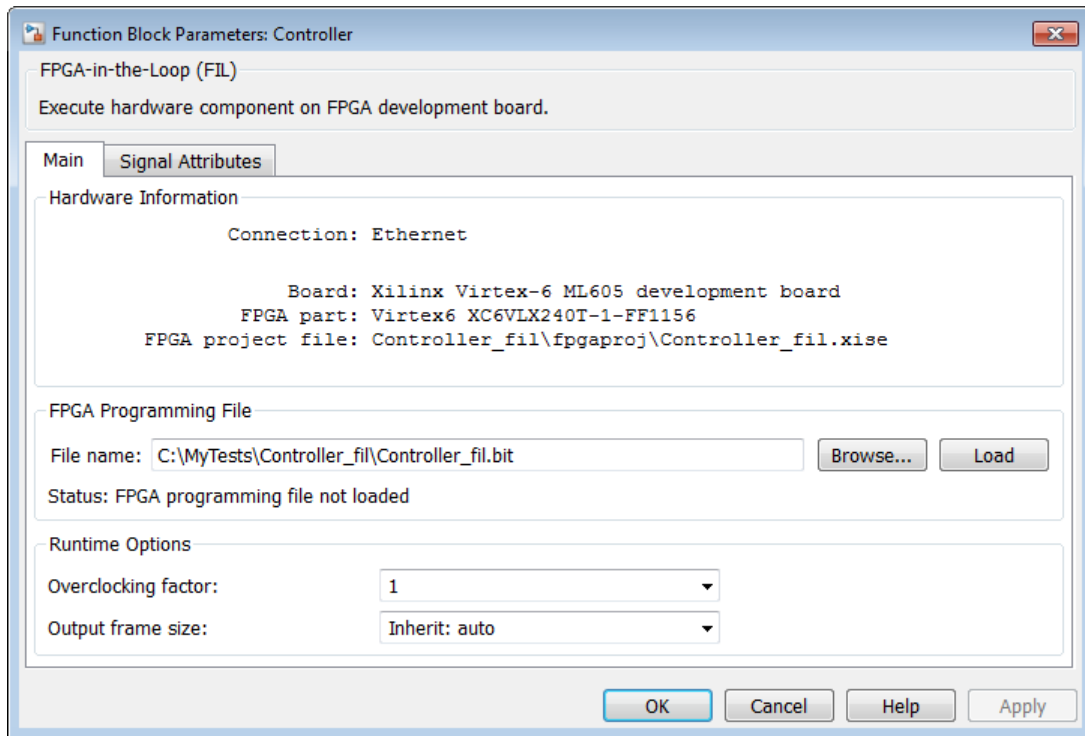 Function Block Parameters: Controller
FPGA-in-the-Loop (FIL)
Execute hardware component on FPGA development board.
Main Signal Attributes
Hardware Information
Connection: Ethernet
Board: Xilinx Virtex-6 ML605 development board
FPGA part: Virtex6 XC6VLX240T-1-FF1156
FPGA project file: Controller_fil\fpgaproj\Controller_fil.xise
FPGA Programming File
File name: C:\MyTests\Controller_fil\Controller_fil.bit Browse... Load
Status: FPGA programming file not loaded
Runtime Options
Overclocking factor: 1
Output frame size: Inherit: auto
OK Cancel Help Apply